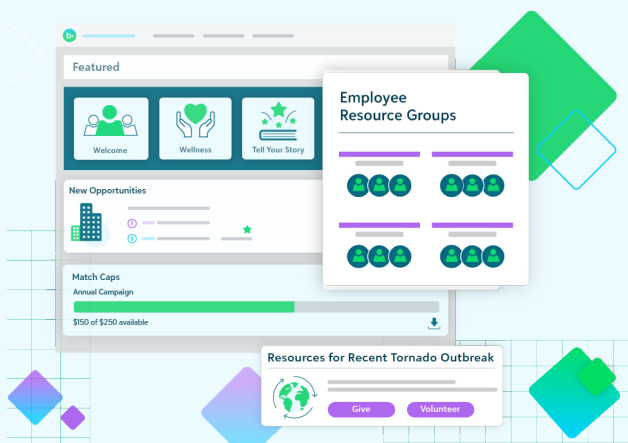 b.
Featured
Welcome
Wellness
Tell Your Story
Employee
Resource Groups
New Opportunities
1
Match Caps
Annual Campaign
$150 of $250 available
Resources for Recent Tornado Outbreak
Give
Volunteer